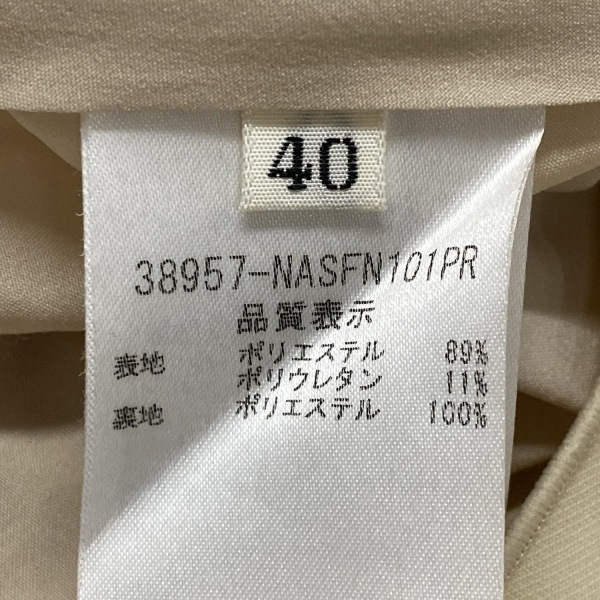 40
38957-NASFN101PR
品質表示
表地 ポリエステル 89%
ポリウレタン 11%
裏地 ポリエステル 100%